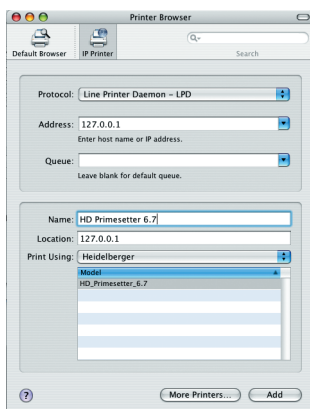 Printer Browser
Default Browser
IP Printer
Search
Protocol: Line Printer Daemon – LPD
Address: 127.0.0.1
Enter host name or IP address.
Queue:
Leave blank for default queue.
Name: HD Primesetter 6.7
Location: 127.0.0.1
Print Using: Heidelberger
Model
HD_Primesetter_6.7
? More Printers... Add